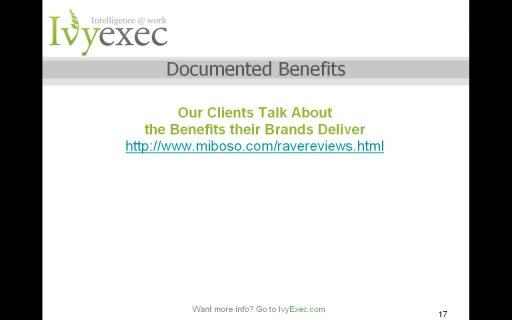 Intelligence @ work
Ivyexec
Documented Benefits
Our Clients Talk About
the Benefits their Brands Deliver
http://www.miboso.com/ravereviews.html
Want more info? Go to IvyExec.com
17